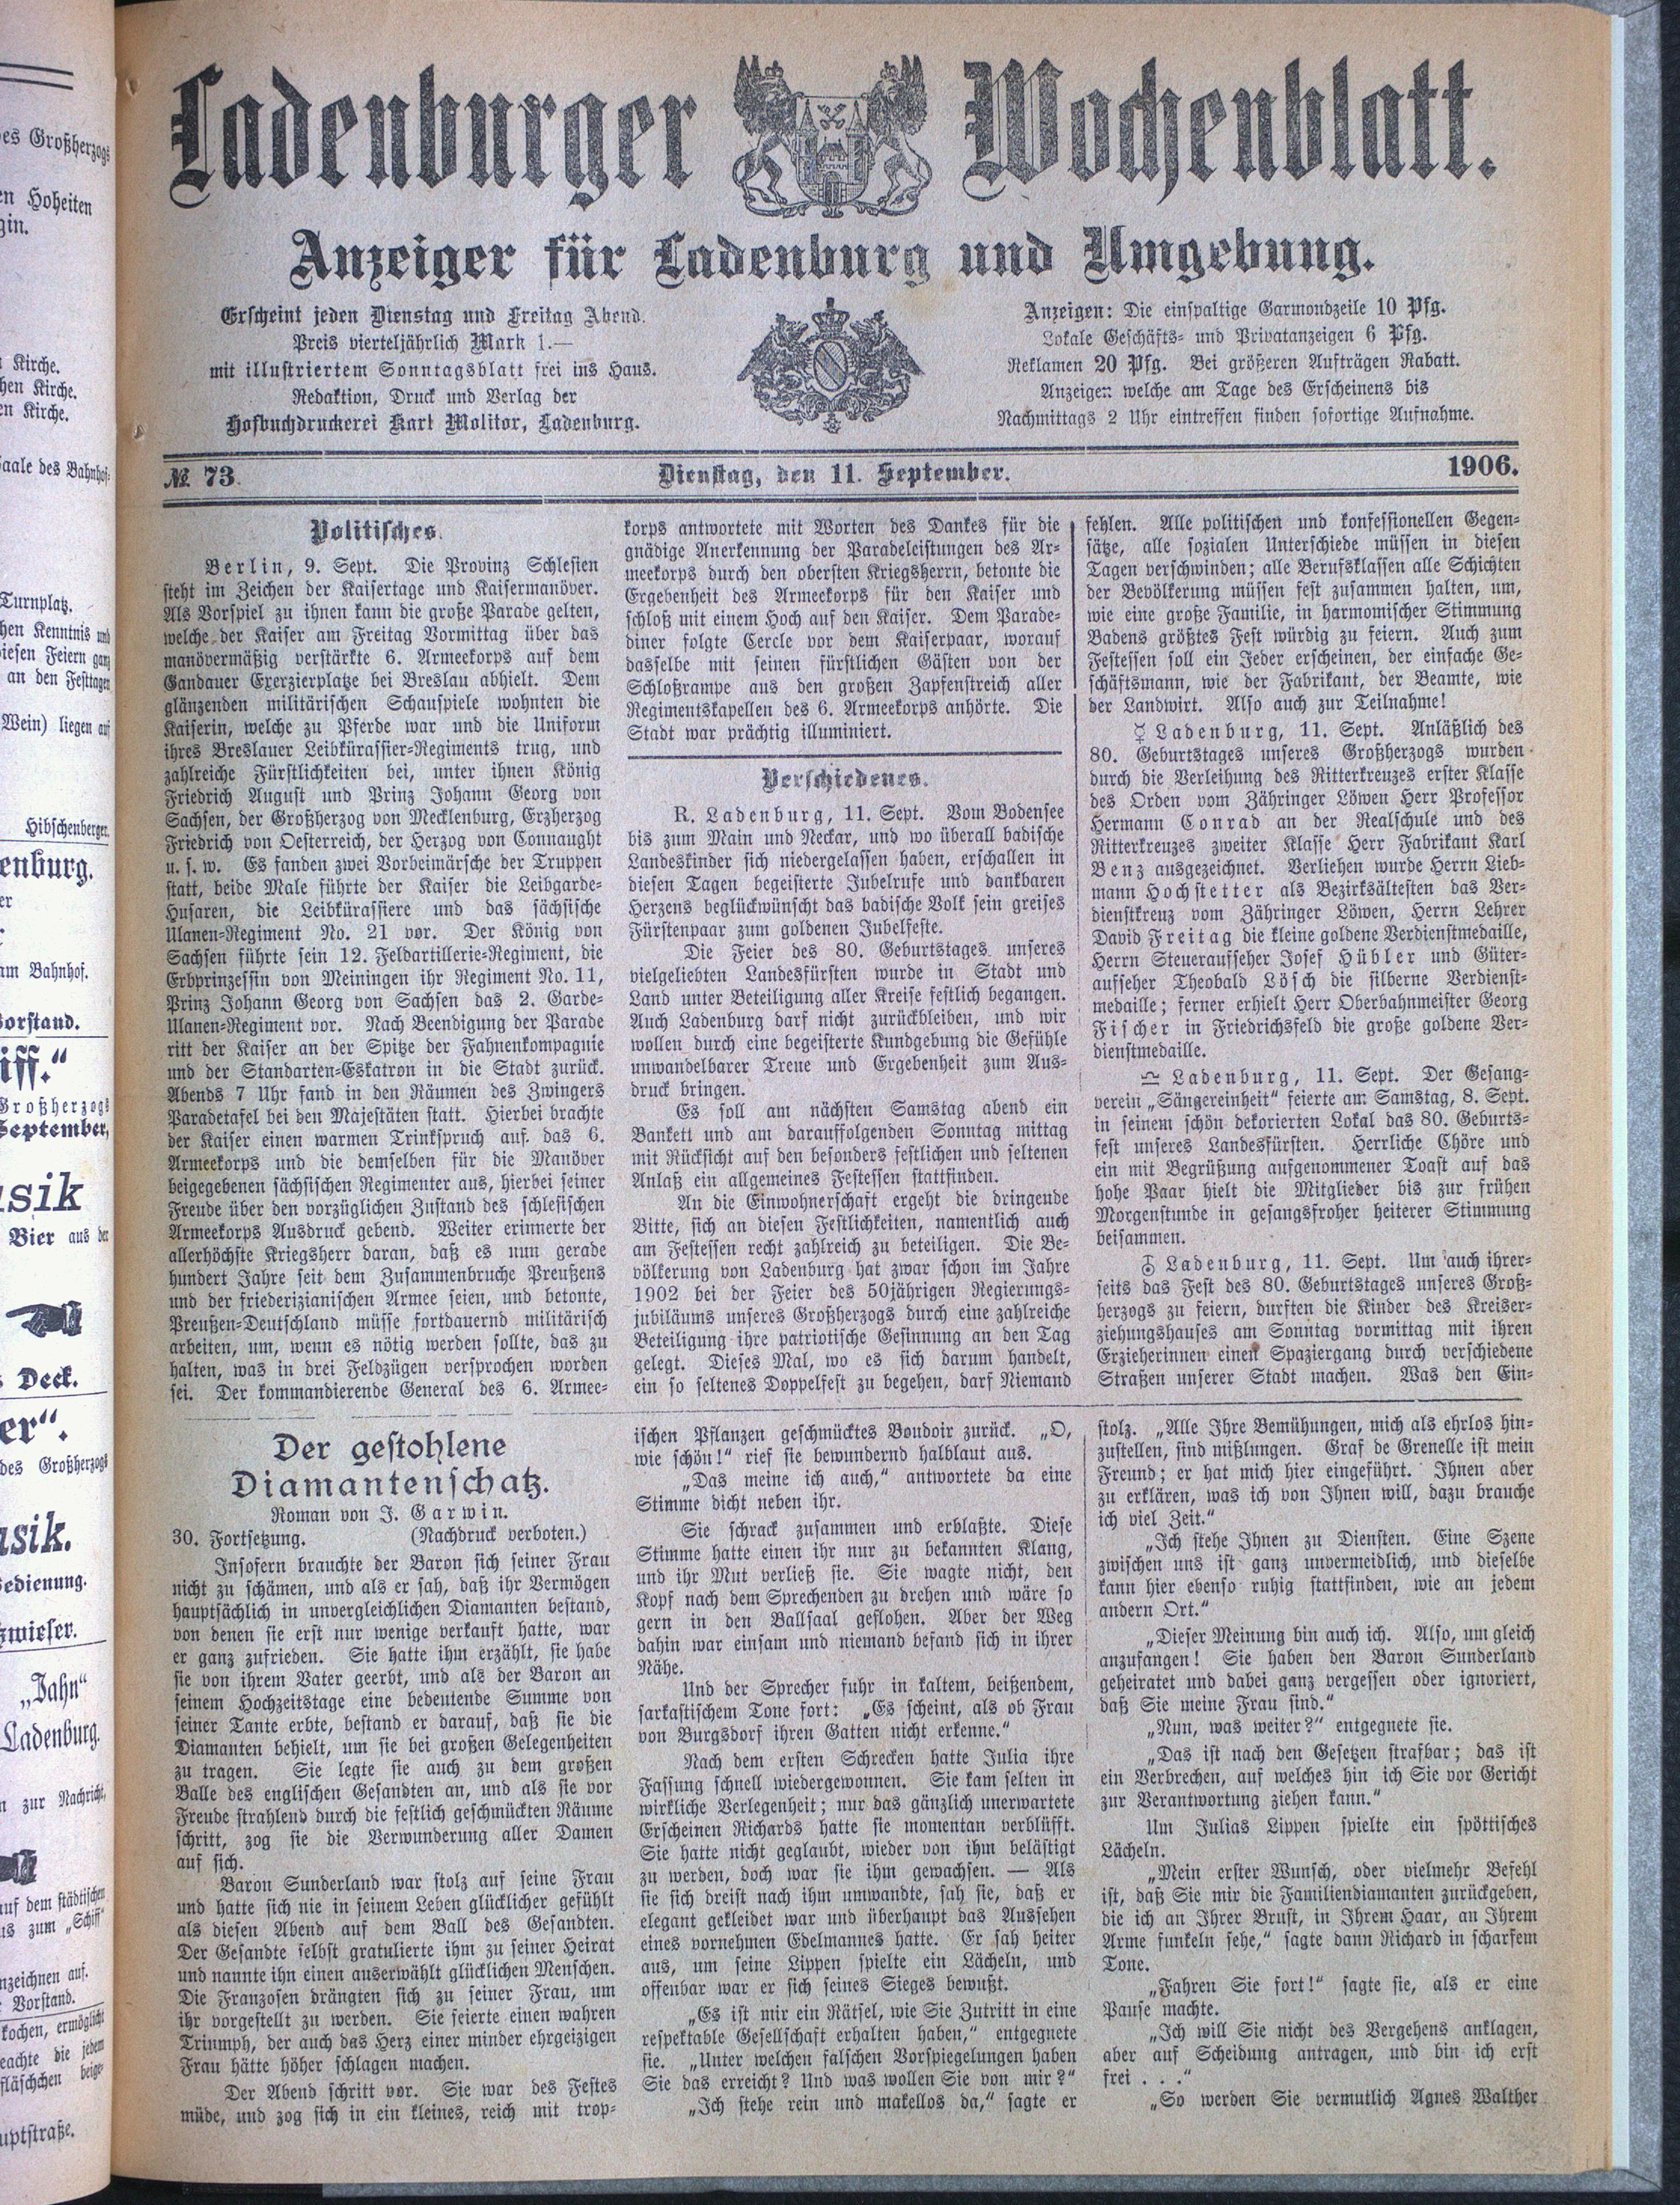 Ladenburger Wochenblatt.
Anzeiger für Ladenburg und Umgebung.
Erscheint jeden Dienstag und Freitag Abend.
Preis vierteljährlich Mark 1.—
mit illustriertem Sonntagsblatt frei ins Haus.
Redaktion, Druck und Verlag der
Hofbuchdruckerei Karl Molitor, Ladenburg.
Anzeigen: Die einspaltige Garmondzeile 10 Pfg.
Lokale Geschäfts- und Privatanzeigen 6 Pfg.
Reklamen 20 Pfg. Bei größeren Aufträgen Rabatt.
Anzeigen welche am Tage des Erscheinens bis
Nachmittags 2 Uhr eintreffen finden sofortige Aufnahme.
№ 73. Dienstag, den 11. September. 1906.
Politisches.
Berlin, 9. Sept. Die Provinz Schlesien
steht im Zeichen der Kaisertage und Kaisermanöver.
Als Vorspiel zu ihnen kann die große Parade gelten,
welche der Kaiser am Freitag Vormittag über das
manövermäßig verstärkte 6. Armeekorps auf dem
Gandauer Exerzierplatze bei Breslau abhielt. Dem
glänzenden militärischen Schauspiele wohnten die
Kaiserin, welche zu Pferde war und die Uniform
ihres Breslauer Leibkürassier-Regiments trug, und
zahlreiche Fürstlichkeiten bei, unter ihnen König
Friedrich August und Prinz Johann Georg von
Sachsen, der Großherzog von Mecklenburg, Erzherzog
Friedrich von Oesterreich, der Herzog von Connaught
u. s. w. Es fanden zwei Vorbeimärsche der Truppen
statt, beide Male führte der Kaiser die Leibgarde-
Husaren, die Leibkürassiere und das sächsische
Ulanen-Regiment No. 21 vor. Der König von
Sachsen führte sein 12. Feldartillerie-Regiment, die
Erbprinzessin von Meiningen ihr Regiment No. 11,
Prinz Johann Georg von Sachsen das 2. Garde-
Ulanen-Regiment vor. Nach Beendigung der Parade
ritt der Kaiser an der Spitze der Fahnenkompagnie
und der Standarten-Eskatron in die Stadt zurück.
Abends 7 Uhr fand in den Räumen des Zwingers
Paradetafel bei den Majestäten statt. Hierbei brachte
der Kaiser einen warmen Trinkspruch auf das 6.
Armeekorps und die demselben für die Manöver
beigegebenen sächsischen Regimenter aus, hierbei seiner
Freude über den vorzüglichen Zustand des schlesischen
Armeekorps Ausdruck gebend. Weiter erinnerte der
allerhöchste Kriegsherr daran, daß es nun gerade
hundert Jahre seit dem Zusammenbruche Preußens
und der friederizianischen Armee seien, und betonte,
Preußen-Deutschland müsse fortdauernd militärisch
arbeiten, um, wenn es nötig werden sollte, das zu
halten, was in drei Feldzügen versprochen worden
sei. Der kommandierende General des 6. Armee-
korps antwortete mit Worten des Dankes für die
gnädige Anerkennung der Paradeleistungen des Ar-
meekorps durch den obersten Kriegsherrn, betonte die
Ergebenheit des Armeekorps für den Kaiser und
schloß mit einem Hoch auf den Kaiser. Dem Parade-
diner folgte Cercle vor dem Kaiserpaar, worauf
dasselbe mit seinen fürstlichen Gästen von der
Schloßrampe aus den großen Zapfenstreich aller
Regimentskapellen des 6. Armeekorps anhörte. Die
Stadt war prächtig illuminiert.
Verschiedenes.
R. Ladenburg, 11. Sept. Vom Bodensee
bis zum Main und Neckar, und wo überall badische
Landeskinder sich niedergelassen haben, erschallen in
diesen Tagen begeisterte Jubelrufe und dankbaren
Herzens beglückwünscht das badische Volk sein greises
Fürstenpaar zum goldenen Jubelfeste.
Die Feier des 80. Geburtstages unseres
vielgeliebten Landesfürsten wurde in Stadt und
Land unter Beteiligung aller Kreise festlich begangen.
Auch Ladenburg darf nicht zurückbleiben, und wir
wollen durch eine begeisterte Kundgebung die Gefühle
unwandelbarer Treue und Ergebenheit zum Aus-
druck bringen.
Es soll am nächsten Samstag abend ein
Bankett und am darauffolgenden Sonntag mittag
mit Rücksicht auf den besonders festlichen und seltenen
Anlaß ein allgemeines Festessen stattfinden.
An die Einwohnerschaft ergeht die dringende
Bitte, sich an diesen Festlichkeiten, namentlich auch
am Festessen recht zahlreich zu beteiligen. Die Be-
völkerung von Ladenburg hat zwar schon im Jahre
1902 bei der Feier des 50jährigen Regierungs-
jubiläums unseres Großherzogs durch eine zahlreiche
Beteiligung ihre patriotische Gesinnung an den Tag
gelegt. Dieses Mal, wo es sich darum handelt,
ein so seltenes Doppelfest zu begehen, darf Niemand
fehlen. Alle politischen und konfessionellen Gegen-
sätze, alle sozialen Unterschiede müssen in diesen
Tagen verschwinden; alle Berufsklassen alle Schichten
der Bevölkerung müssen fest zusammen halten, um,
wie eine große Familie, in harmomischer Stimmung
Badens größtes Fest würdig zu feiern. Auch zum
Festessen soll ein Jeder erscheinen, der einfache Ge-
schäftsmann, wie der Fabrikant, der Beamte, wie
der Landwirt. Also auch zur Teilnahme!
☿ Ladenburg, 11. Sept. Anläßlich des
80. Geburtstages unseres Großherzogs wurden
durch die Verleihung des Ritterkreuzes erster Klasse
des Orden vom Zähringer Löwen Herr Professor
Hermann Conrad an der Realschule und des
Ritterkreuzes zweiter Klasse Herr Fabrikant Karl
Benz ausgezeichnet. Verliehen wurde Herrn Lieb-
mann Hochstetter als Bezirksältesten das Ver-
dienstkreuz vom Zähringer Löwen, Herrn Lehrer
David Freitag die kleine goldene Verdienstmedaille,
Herrn Steueraufseher Josef Hübler und Güter-
aufseher Theobald Lösch die silberne Verdienst-
medaille; ferner erhielt Herr Oberbahnmeister Georg
Fischer in Friedrichsfeld die große goldene Ver-
dienstmedaille.
♎ Ladenburg, 11. Sept. Der Gesang-
verein „Sängereinheit“ feierte am Samstag, 8. Sept.
in seinem schön dekorierten Lokal das 80. Geburts-
fest unseres Landesfürsten. Herrliche Chöre und
ein mit Begrüßung aufgenommener Toast auf das
hohe Paar hielt die Mitglieder bis zur frühen
Morgenstunde in gesangsfroher heiterer Stimmung
beisammen.
♁ Ladenburg, 11. Sept. Um auch ihrer-
seits das Fest des 80. Geburtstages unseres Groß-
herzogs zu feiern, durften die Kinder des Kreiser-
ziehungshauses am Sonntag vormittag mit ihren
Erzieherinnen einen Spaziergang durch verschiedene
Straßen unserer Stadt machen. Was den Ein-
Der gestohlene
Diamantenschatz.
Roman von J. Garwin.
30. Fortsetzung. (Nachdruck verboten.)
Insofern brauchte der Baron sich seiner Frau
nicht zu schämen, und als er sah, daß ihr Vermögen
hauptsächlich in unvergleichlichen Diamanten bestand,
von denen sie erst nur wenige verkauft hatte, war
er ganz zufrieden. Sie hatte ihm erzählt, sie habe
sie von ihrem Vater geerbt, und als der Baron an
seinem Hochzeitstage eine bedeutende Summe von
seiner Tante erbte, bestand er darauf, daß sie die
Diamanten behielt, um sie bei großen Gelegenheiten
zu tragen. Sie legte sie auch zu dem großen
Balle des englischen Gesandten an, und als sie vor
Freude strahlend durch die festlich geschmückten Räume
schritt, zog sie die Verwunderung aller Damen
auf sich.
Baron Sunderland war stolz auf seine Frau
und hatte sich nie in seinem Leben glücklicher gefühlt
als diesen Abend auf dem Ball des Gesandten.
Der Gesandte selbst gratulierte ihm zu seiner Heirat
und nannte ihn einen auserwählt glücklichen Menschen.
Die Franzosen drängten sich zu seiner Frau, um
ihr vorgestellt zu werden. Sie feierte einen wahren
Triumph, der auch das Herz einer minder ehrgeizigen
Frau hätte höher schlagen machen.
Der Abend schritt vor. Sie war des Festes
müde, und zog sich in ein kleines, reich mit trop-
ischen Pflanzen geschmücktes Boudoir zurück. „O,
wie schön!“ rief sie bewundernd halblaut aus.
„Das meine ich auch,“ antwortete da eine
Stimme dicht neben ihr.
Sie schrack zusammen und erblaßte. Diese
Stimme hatte einen ihr nur zu bekannten Klang,
und ihr Mut verließ sie. Sie wagte nicht, den
Kopf nach dem Sprechenden zu drehen und wäre so
gern in den Ballsaal geflohen. Aber der Weg
dahin war einsam und niemand befand sich in ihrer
Nähe.
Und der Sprecher fuhr in kaltem, beißendem,
sarkastischem Tone fort: „Es scheint, als ob Frau
von Burgsdorf ihren Gatten nicht erkenne.“
Nach dem ersten Schrecken hatte Julia ihre
Fassung schnell wiedergewonnen. Sie kam selten in
wirkliche Verlegenheit; nur das gänzlich unerwartete
Erscheinen Richards hatte sie momentan verblüfft.
Sie hatte nicht geglaubt, wieder von ihm belästigt
zu werden, doch war sie ihm gewachsen. — Als
sie sich dreist nach ihm umwandte, sah sie, daß er
elegant gekleidet war und überhaupt das Aussehen
eines vornehmen Edelmannes hatte. Er sah heiter
aus, um seine Lippen spielte ein Lächeln, und
offenbar war er sich seines Sieges bewußt.
„Es ist mir ein Rätsel, wie Sie Zutritt in eine
respektable Gesellschaft erhalten haben,“ entgegnete
sie. „Unter welchen falschen Vorspiegelungen haben
Sie das erreicht? Und was wollen Sie von mir?“
„Ich stehe rein und makellos da,“ sagte er
stolz. „Alle Ihre Bemühungen, mich als ehrlos hin-
zustellen, sind mißlungen. Graf de Grenelle ist mein
Freund; er hat mich hier eingeführt. Ihnen aber
zu erklären, was ich von Ihnen will, dazu brauche
ich viel Zeit.“
„Ich stehe Ihnen zu Diensten. Eine Szene
zwischen uns ist ganz unvermeidlich, und dieselbe
kann hier ebenso ruhig stattfinden, wie an jedem
andern Ort.“
„Dieser Meinung bin auch ich. Also, um gleich
anzufangen! Sie haben den Baron Sunderland
geheiratet und dabei ganz vergessen oder ignoriert,
daß Sie meine Frau sind.“
„Nun, was weiter?“ entgegnete sie.
„Das ist nach den Gesetzen strafbar; das ist
ein Verbrechen, auf welches hin ich Sie vor Gericht
zur Verantwortung ziehen kann.“
Um Julias Lippen spielte ein spöttisches
Lächeln.
„Mein erster Wunsch, oder vielmehr Befehl
ist, daß Sie mir die Familiendiamanten zurückgeben,
die ich an Ihrer Brust, in Ihrem Haar, an Ihrem
Arme funkeln sehe,“ sagte dann Richard in scharfem
Tone.
„Fahren Sie fort!“ sagte sie, als er eine
Pause machte.
„Ich will Sie nicht des Vergehens anklagen,
aber auf Scheidung antragen, und bin ich erst
frei . . .“
„So werden Sie vermutlich Agnes Walther